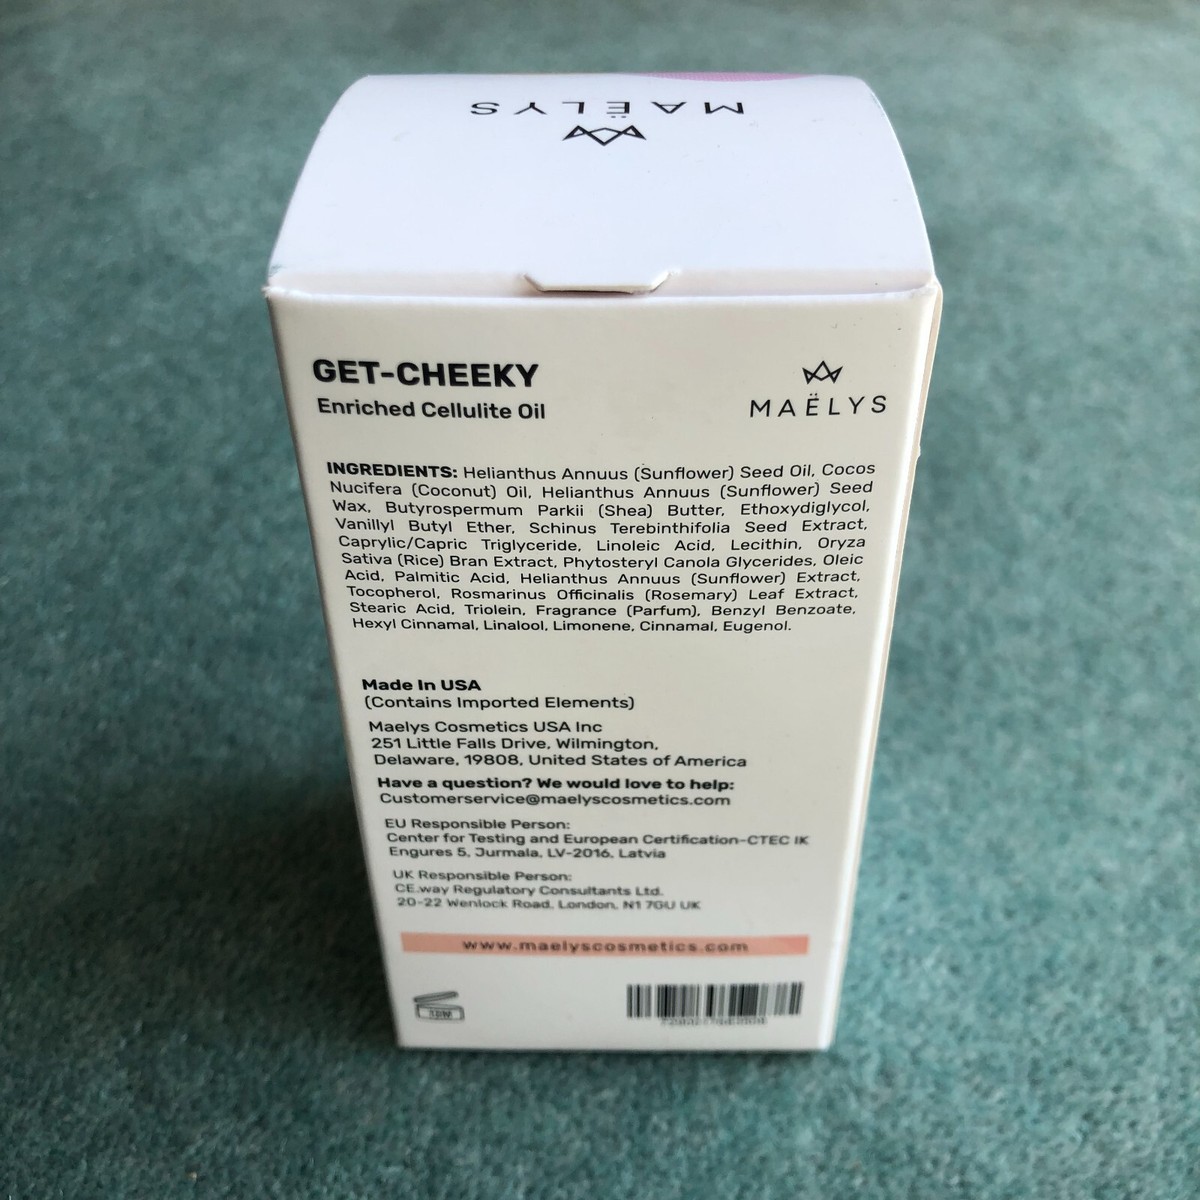 MAËLYS
GET-CHEEKY
Enriched Cellulite Oil
MAËLYS
INGREDIENTS: Helianthus Annuus (Sunflower) Seed Oil, Cocos
Nucifera (Coconut) Oil, Helianthus Annuus (Sunflower) Seed
Wax, Butyrospermum Parkii (Shea) Butter, Ethoxydiglycol,
Vanillyl Butyl Ether, Schinus Terebinthifolia Seed Extract,
Caprylic/Capric Triglyceride, Linoleic Acid, Lecithin, Oryza
Sativa (Rice) Bran Extract, Phytosteryl Canola Glycerides, Oleic
Acid, Palmitic Acid, Helianthus Annuus (Sunflower) Extract,
Tocopherol, Rosmarinus Officinalis (Rosemary) Leaf Extract,
Stearic Acid, Triolein, Fragrance (Parfum), Benzyl Benzoate,
Hexyl Cinnamal, Linalool, Limonene, Cinnamal, Eugenol.
Made In USA
(Contains Imported Elements)
Maelys Cosmetics USA Inc
251 Little Falls Drive, Wilmington,
Delaware, 19808, United States of America
Have a question? We would love to help:
Customerservice@maelyscosmetics.com
EU Responsible Person:
Center for Testing and European Certification-CTEC IK
Engures 5, Jurmala, LV-2016, Latvia
UK Responsible Person:
CE.way Regulatory Consultants Ltd.
20-22 Wenlock Road, London, N1 7GU UK
www.maelyscosmetics.com